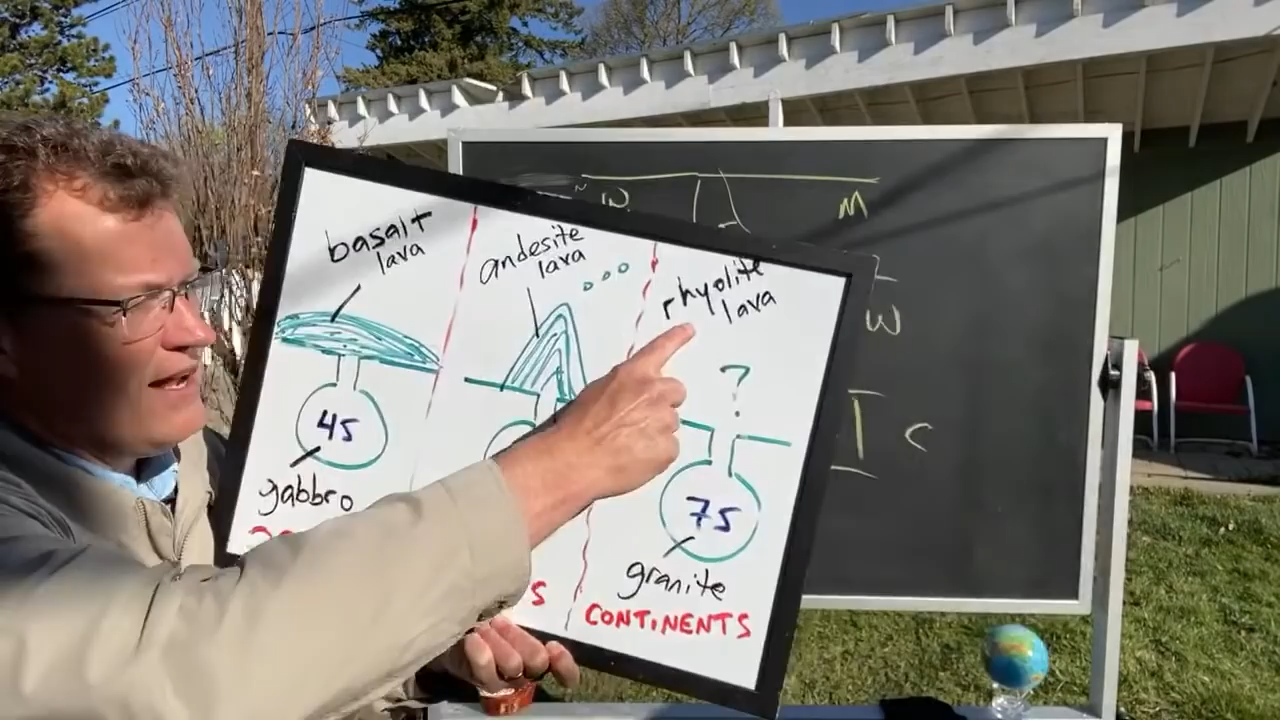 basalt
lava
45
gabbro
andesite
lava
rhyolite
lava
?
75
granite
CONTINENTS
M
W
C